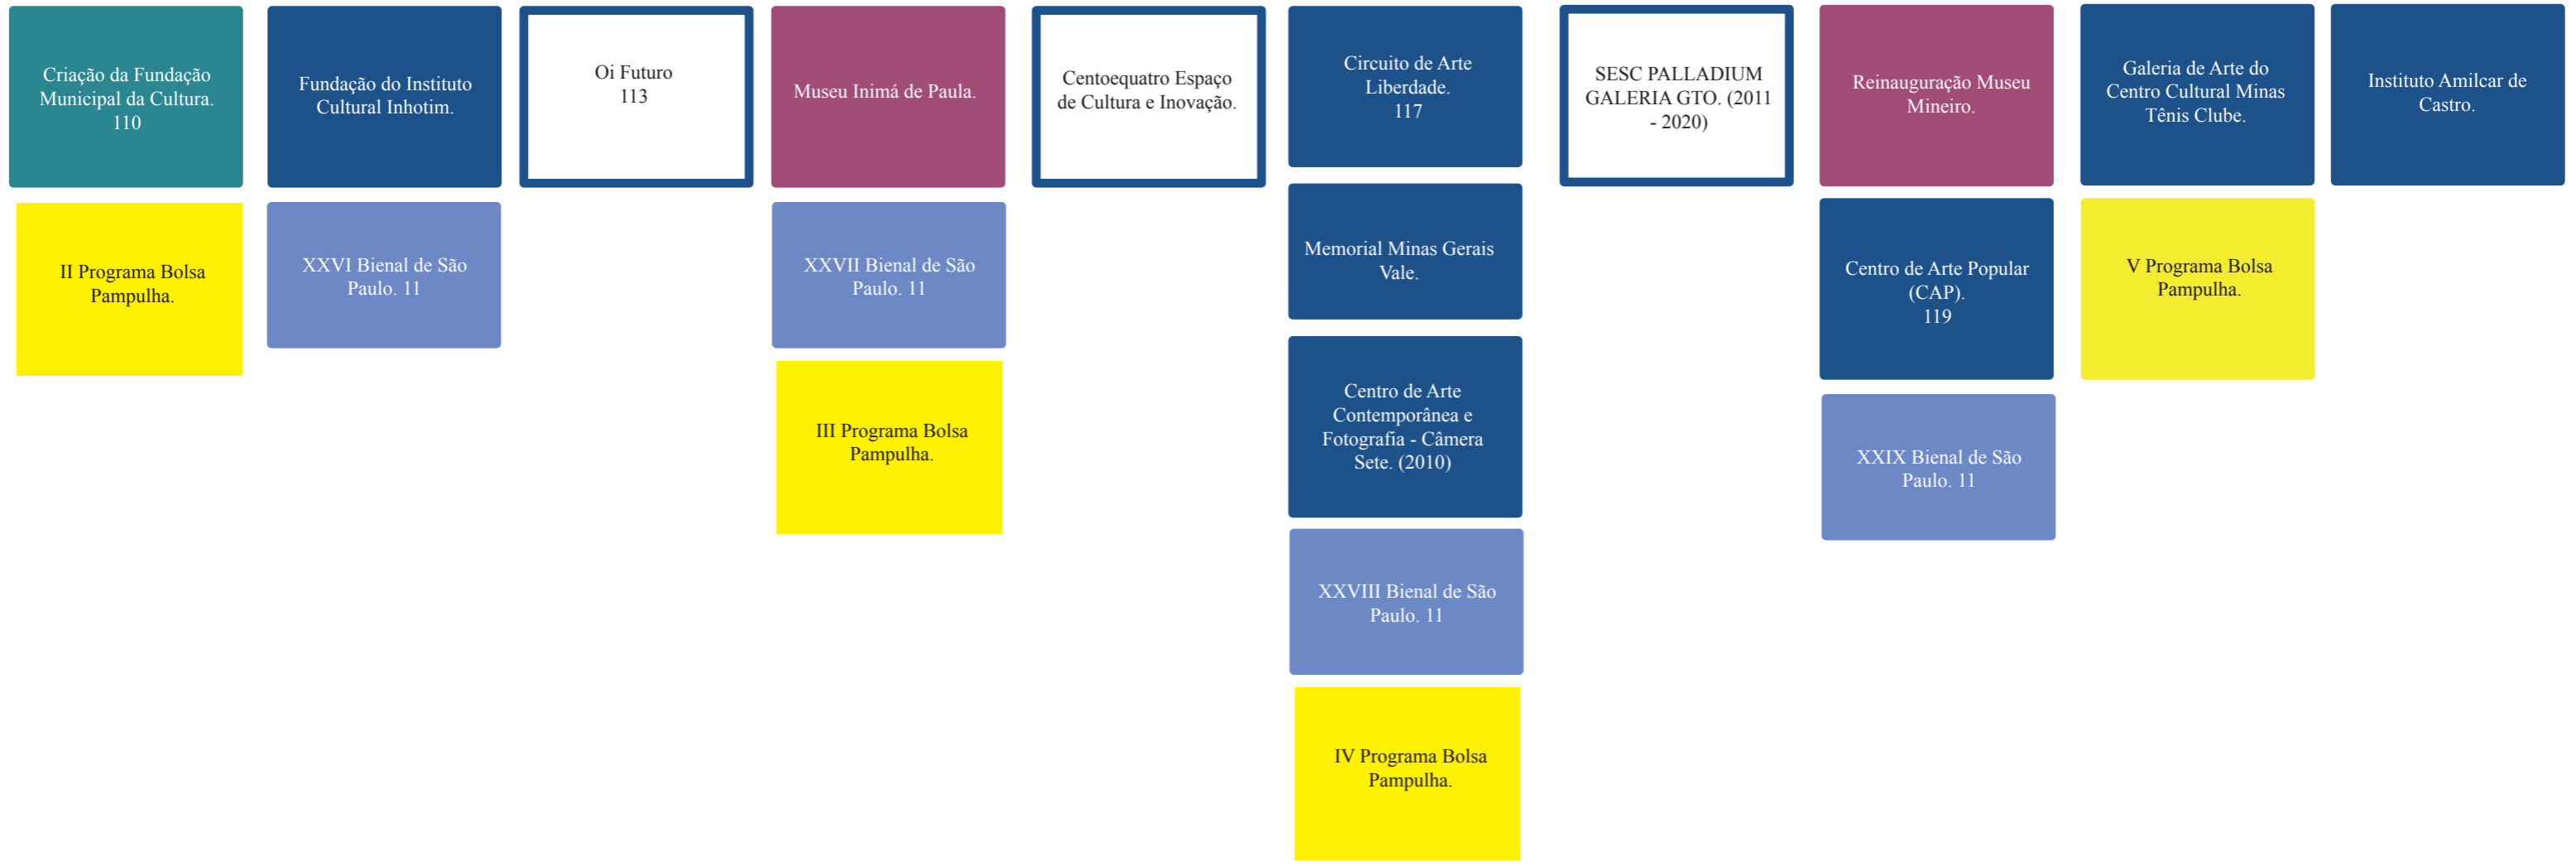 Criação da Fundação
Municipal da Cultura.
110
II Programa Bolsa
Pampulha.
Fundação do Instituto
Cultural Inhotim.
XXVI Bienal de São
Paulo. 11
Oi Futuro
113
Museu Inimá de Paula.
XXVII Bienal de São
Paulo. 11
III Programa Bolsa
Pampulha.
Centoequatro Espaço
de Cultura e Inovação.
Circuito de Arte
Liberdade.
117
Memorial Minas Gerais
Vale.
Centro de Arte
Contemporânea e
Fotografia - Câmera
Sete. (2010)
XXVIII Bienal de São
Paulo. 11
IV Programa Bolsa
Pampulha.
SESC PALLADIUM
GALERIA GTO. (2011
- 2020)
Reinauguração Museu
Mineiro.
Centro de Arte Popular
(CAP).
119
XXIX Bienal de São
Paulo. 11
Galeria de Arte do
Centro Cultural Minas
Tênis Clube.
V Programa Bolsa
Pampulha.
Instituto Amilcar de
Castro.